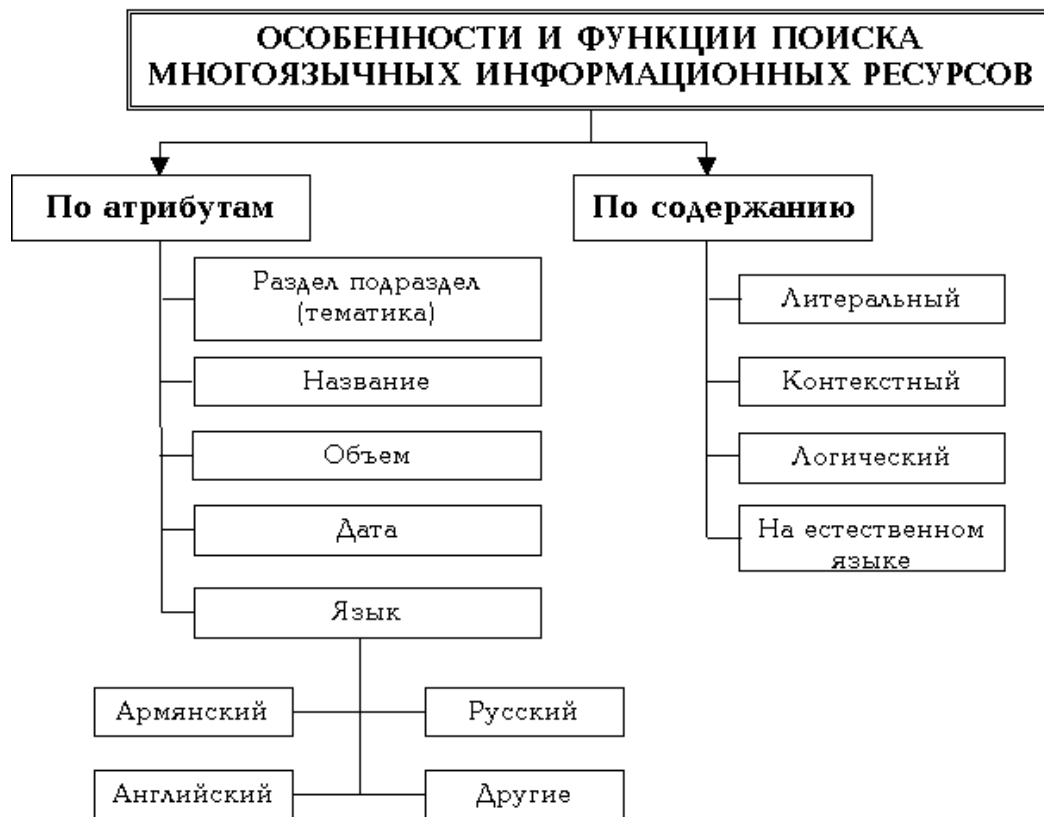 ОСОБЕННОСТИ И ФУНКЦИИ ПОИСКА
МНОГОЯЗЫЧНЫХ ИНФОРМАЦИОННЫХ РЕСУРСОВ
По атрибутам
Раздел подраздел
(тематика)
Название
Объем
Дата
Язык
Армянский
Русский
Английский
Другие
По содержанию
Литеральный
Контекстный
Логический
На естественном
языке